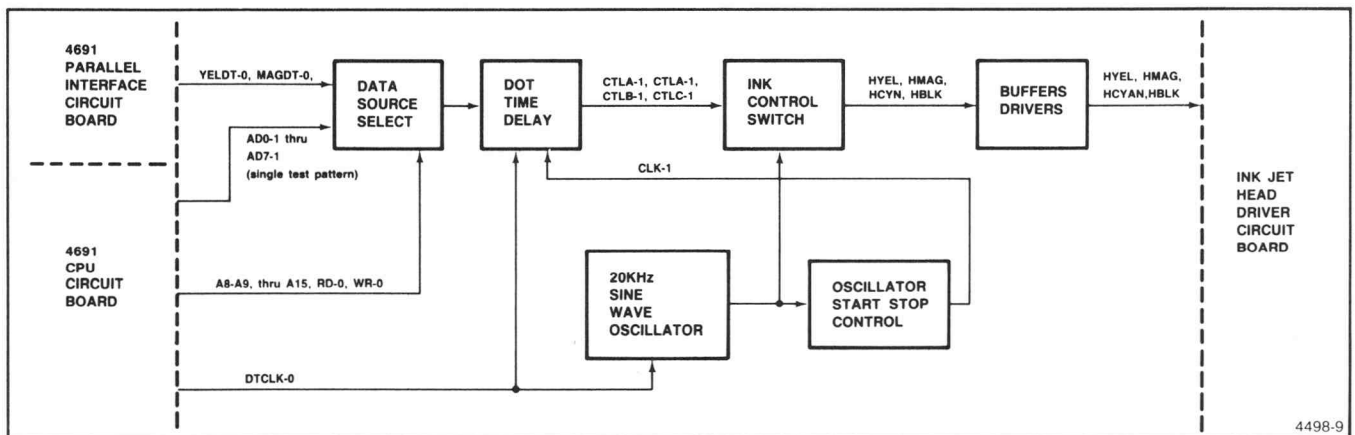 4691
PARALLEL
INTERFACE
CIRCUIT
BOARD
YELDT-0, MAGDT-0,
AD0-1 thru
AD7-1
(single test pattern)
4691
CPU
CIRCUIT
BOARD
A8-A9, thru A15, RD-0, WR-0
DTCLK-0
DATA
SOURCE
SELECT
DOT
TIME
DELAY
CTLA-1, CTLA-1,
CTLB-1, CTLC-1
INK
CONTROL
SWITCH
HYEL, HMAG,
HCYN, HBLK
BUFFERS
DRIVERS
HYEL, HMAG,
HCYAN,HBLK
CLK-1
20KHz
SINE
WAVE
OSCILLATOR
OSCILLATOR
START STOP
CONTROL
INK JET
HEAD
DRIVER
CIRCUIT
BOARD
4498-9